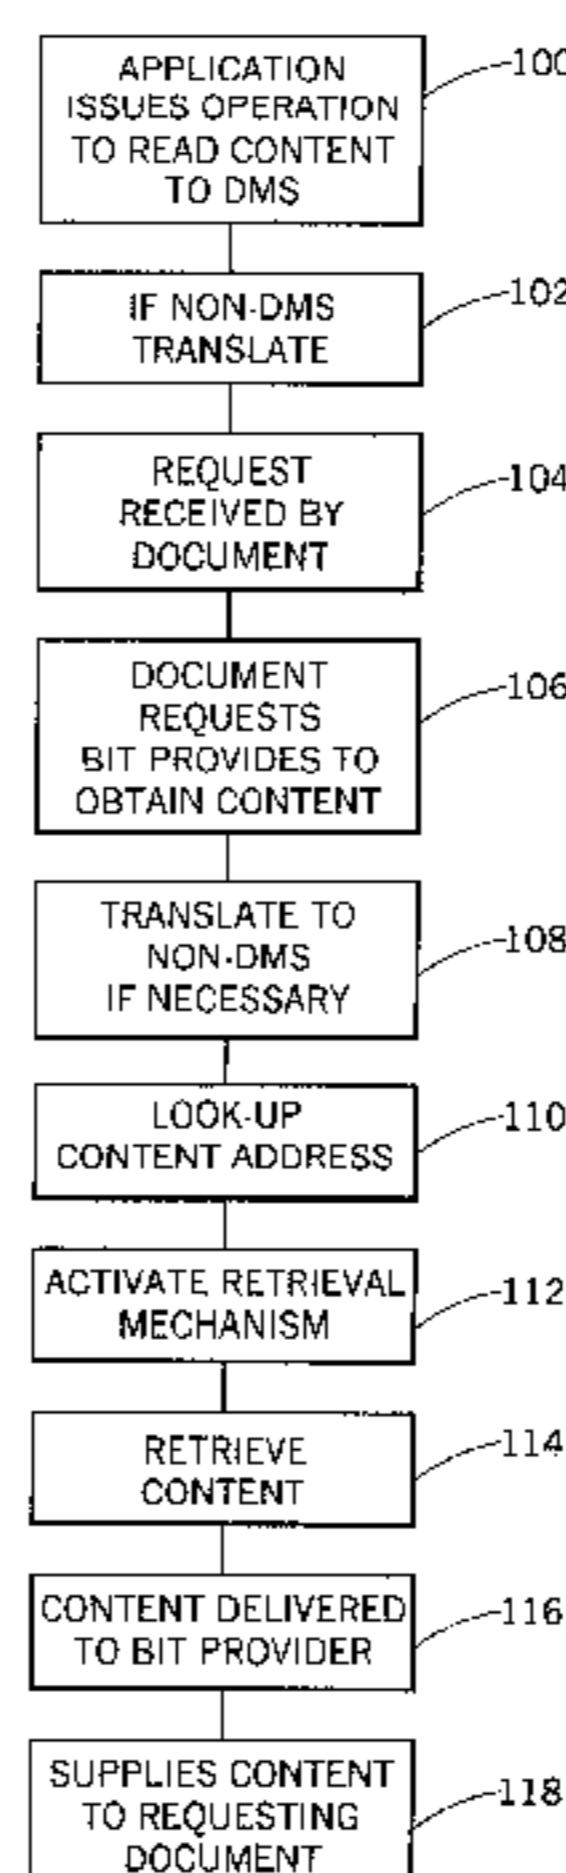 APPLICATION
ISSUES OPERATION
TO READ CONTENT
TO DMS
100
IF NON-DMS
TRANSLATE
102
REQUEST
RECEIVED BY
DOCUMENT
104
DOCUMENT
REQUESTS
BIT PROVIDES TO
OBTAIN CONTENT
106
TRANSLATE TO
NON-DMS
IF NECESSARY
108
LOOK-UP
CONTENT ADDRESS
110
ACTIVATE RETRIEVAL
MECHANISM
112
RETRIEVE
CONTENT
114
CONTENT DELIVERED
TO BIT PROVIDER
116
SUPPLIES CONTENT
TO REQUESTING
DOCUMENT
118